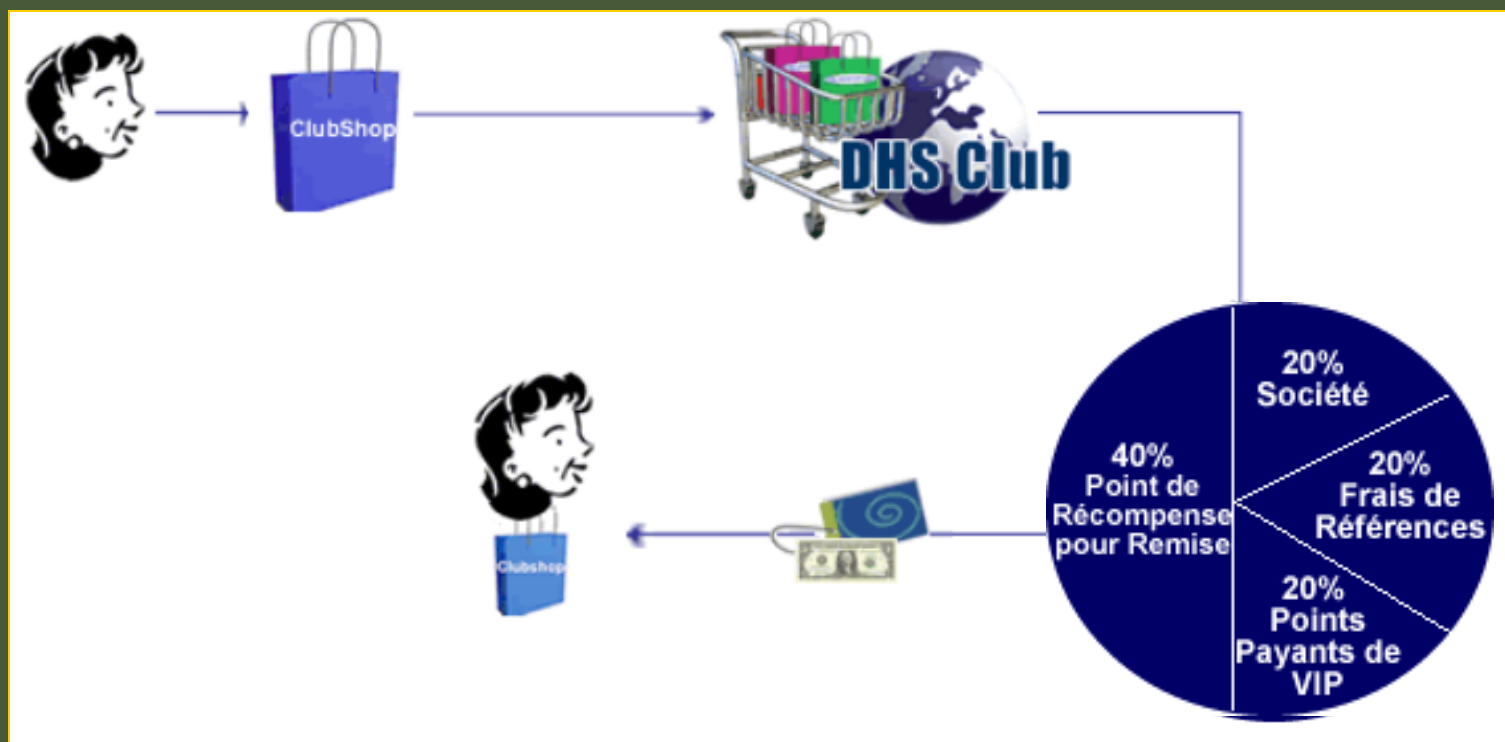 ClubShop
DHS Club
20%
Société
40%
Point de
Récompense
pour Remise
20%
Frais de
Références
20%
Points
Payants de
VIP
Clubshop